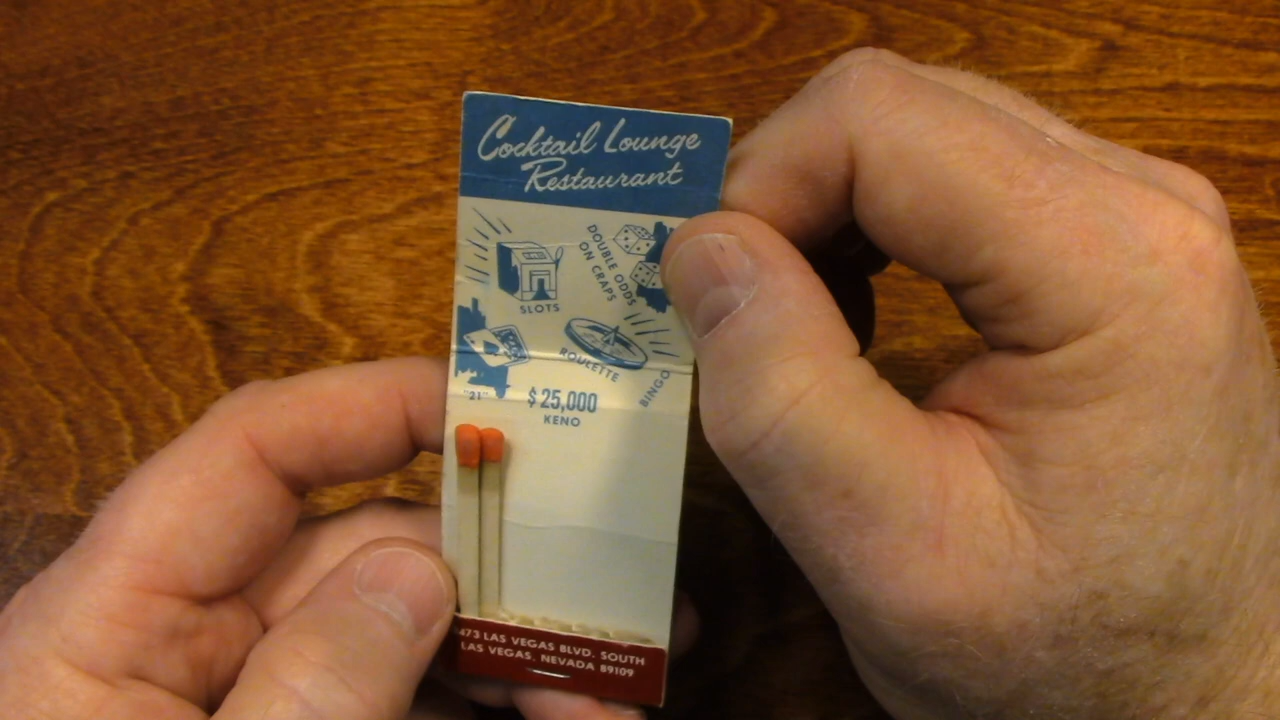 Cocktail Lounge
Restaurant
DOUBLE ODDS
ON CRAPS
SLOTS
ROULETTE
BINGO
"21"
$25,000
KENO
473 LAS VEGAS BLVD. SOUTH
LAS VEGAS, NEVADA 89109